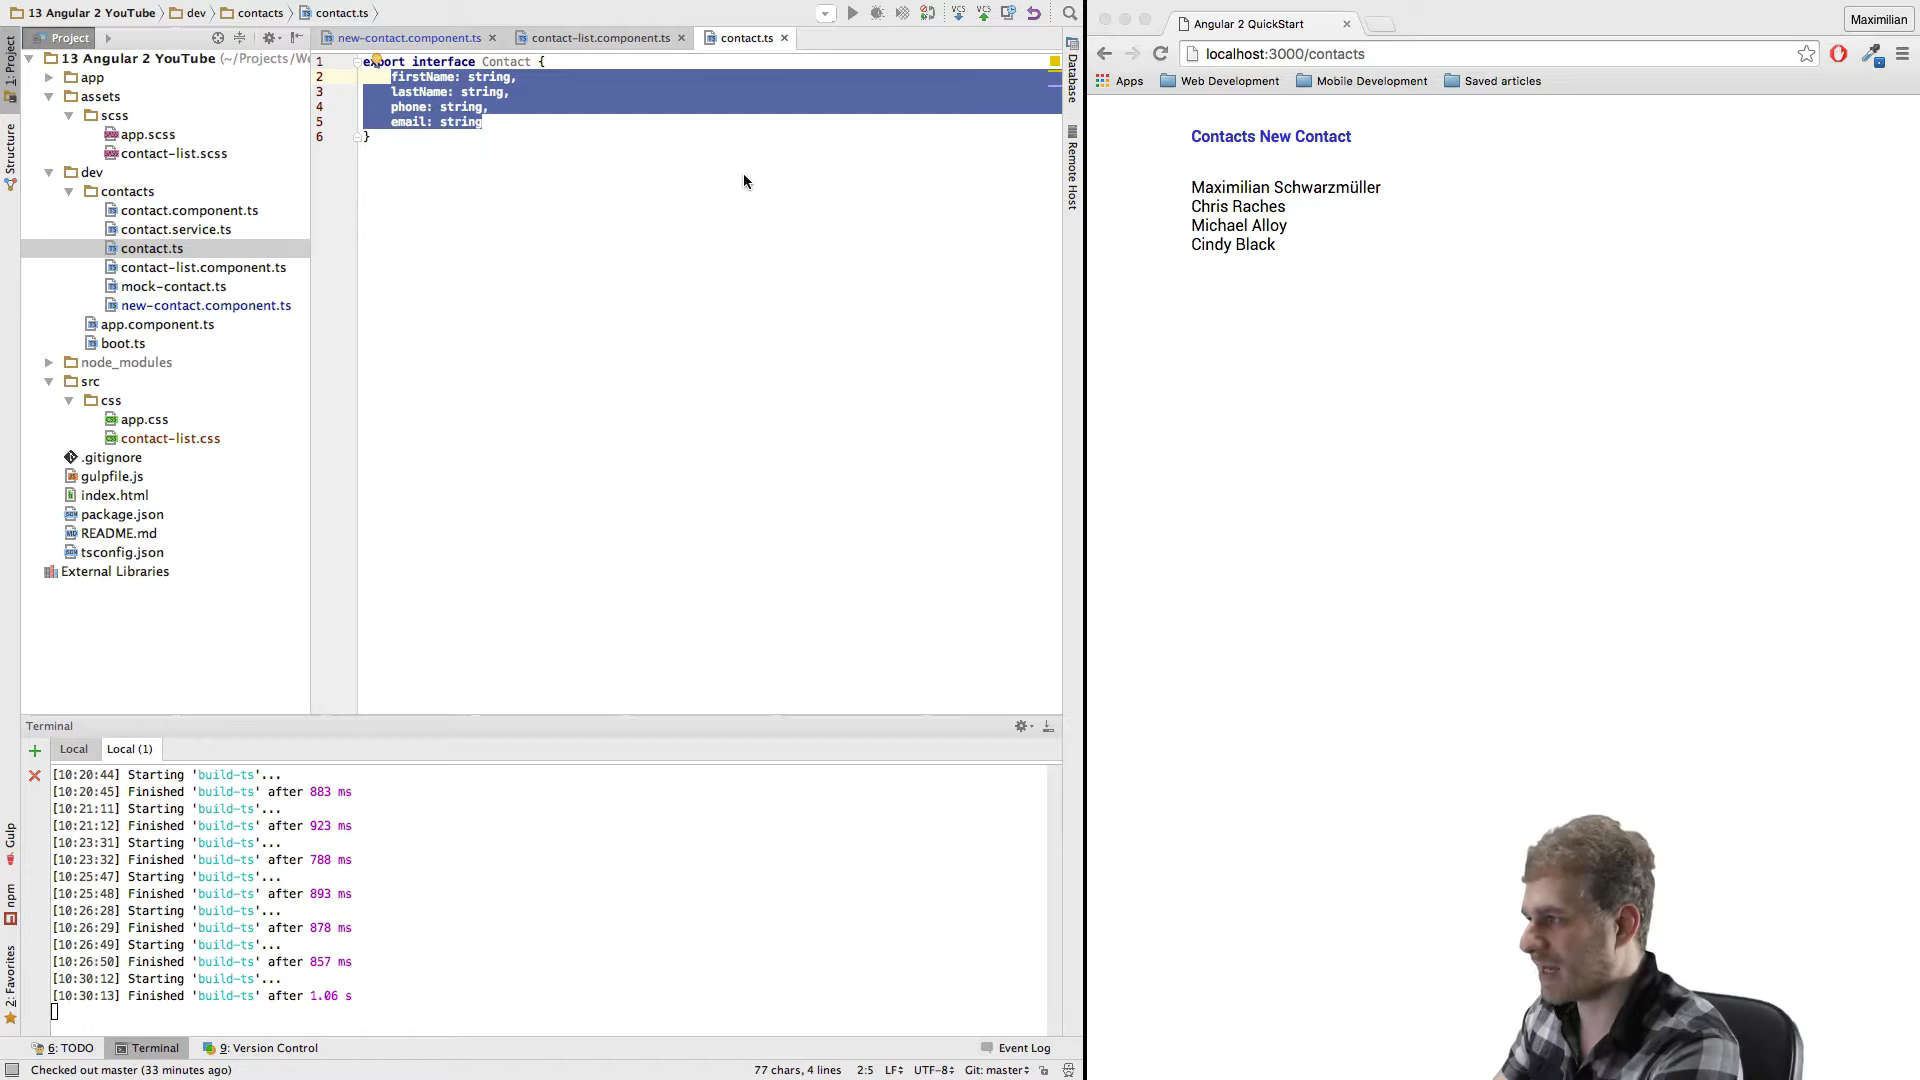 13 Angular 2 YouTube
dev
contacts
contact.ts
1: Project
Structure
Gulp
npm
2: Favorites
Project
13 Angular 2 YouTube (~/Projects/We
app
assets
scss
app.scss
contact-list.scss
dev
contacts
contact.component.ts
contact.service.ts
contact.ts
contact-list.component.ts
mock-contact.ts
new-contact.component.ts
app.component.ts
boot.ts
node_modules
src
css
app.css
contact-list.css
.gitignore
gulpfile.js
index.html
package.json
README.md
tsconfig.json
External Libraries
new-contact.component.ts
contact-list.component.ts
contact.ts
1 export interface Contact {
2 firstName: string,
3 lastName: string,
4 phone: string,
5 email: string
6 }
Database
Remote Host
Terminal
Local
Local (1)
[10:20:44] Starting 'build-ts'...
[10:20:45] Finished 'build-ts' after 883 ms
[10:21:11] Starting 'build-ts'...
[10:21:12] Finished 'build-ts' after 923 ms
[10:23:31] Starting 'build-ts'...
[10:23:32] Finished 'build-ts' after 788 ms
[10:25:47] Starting 'build-ts'...
[10:25:48] Finished 'build-ts' after 893 ms
[10:26:28] Starting 'build-ts'...
[10:26:29] Finished 'build-ts' after 878 ms
[10:26:49] Starting 'build-ts'...
[10:26:50] Finished 'build-ts' after 857 ms
[10:30:12] Starting 'build-ts'...
[10:30:13] Finished 'build-ts' after 1.06 s
6: TODO
Terminal
9: Version Control
Event Log
Checked out master (33 minutes ago)
77 chars, 4 lines
2:5
LF
UTF-8
Git: master
Angular 2 QuickStart
Maximilian
localhost:3000/contacts
Apps
Web Development
Mobile Development
Saved articles
Contacts New Contact
Maximilian Schwarzmüller
Chris Raches
Michael Alloy
Cindy Black